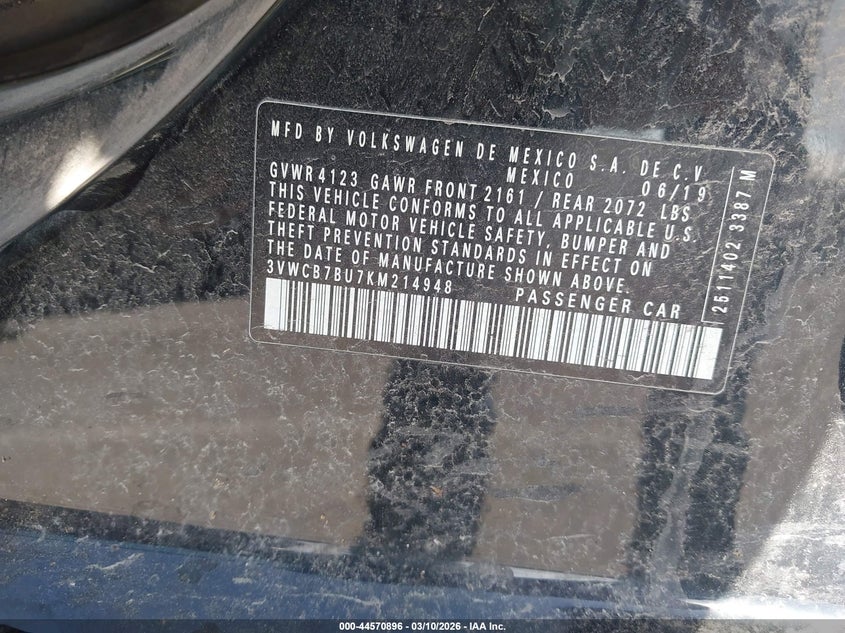 MFD BY VOLKSWAGEN DE MEXICO S.A. DE C.V.
MEXICO 06/19
GVWR 4123 GAWR FRONT 2161 / REAR 2072 LBS
THIS VEHICLE CONFORMS TO ALL APPLICABLE U.S.
FEDERAL MOTOR VEHICLE SAFETY, BUMPER AND
THEFT PREVENTION STANDARDS IN EFFECT ON
THE DATE OF MANUFACTURE SHOWN ABOVE.
3VWCB7BU7KM214948 PASSENGER CAR
2511402 3387 M
000-44570896 - 03/10/2026 - IAA Inc.